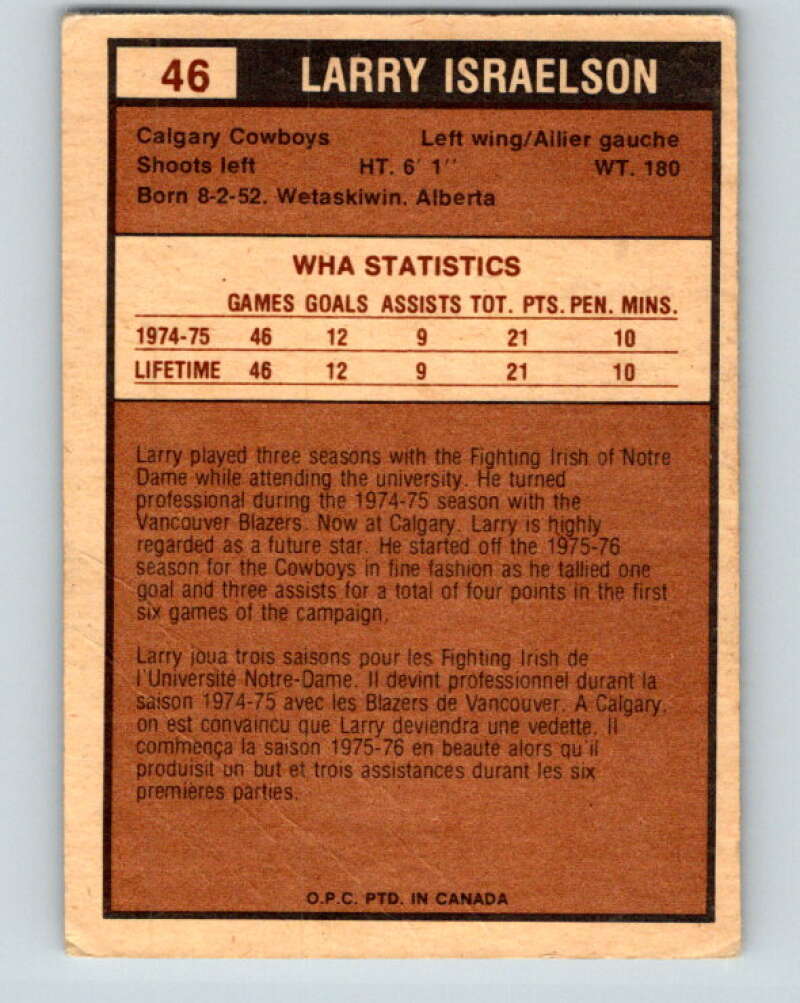 46 LARRY ISRAELSON
Calgary Cowboys Left wing/Ailier gauche
Shoots left HT. 6' 1'' WT. 180
Born 8-2-52. Wetaskiwin. Alberta
WHA STATISTICS
GAMES GOALS ASSISTS TOT. PTS. PEN. MINS.
1974-75 46 12 9 21 10
LIFETIME 46 12 9 21 10
Larry played three seasons with the Fighting Irish of Notre
Dame while attending the university. He turned
professional during the 1974-75 season with the
Vancouver Blazers. Now at Calgary. Larry is highly
regarded as a future star. He started off the 1975-76
season for the Cowboys in fine fashion as he tallied one
goal and three assists for a total of four points in the first
six games of the campaign.
Larry joua trois saisons pour les Fighting Irish de
l'Université Notre-Dame. Il devint professionnel durant la
saison 1974-75 avec les Blazers de Vancouver. A Calgary,
on est convaincu que Larry deviendra une vedette. Il
commença la saison 1975-76 en beauté alors qu'il
produisit un but et trois assistances durant les six
premières parties.
O.P.C. PTD. IN CANADA